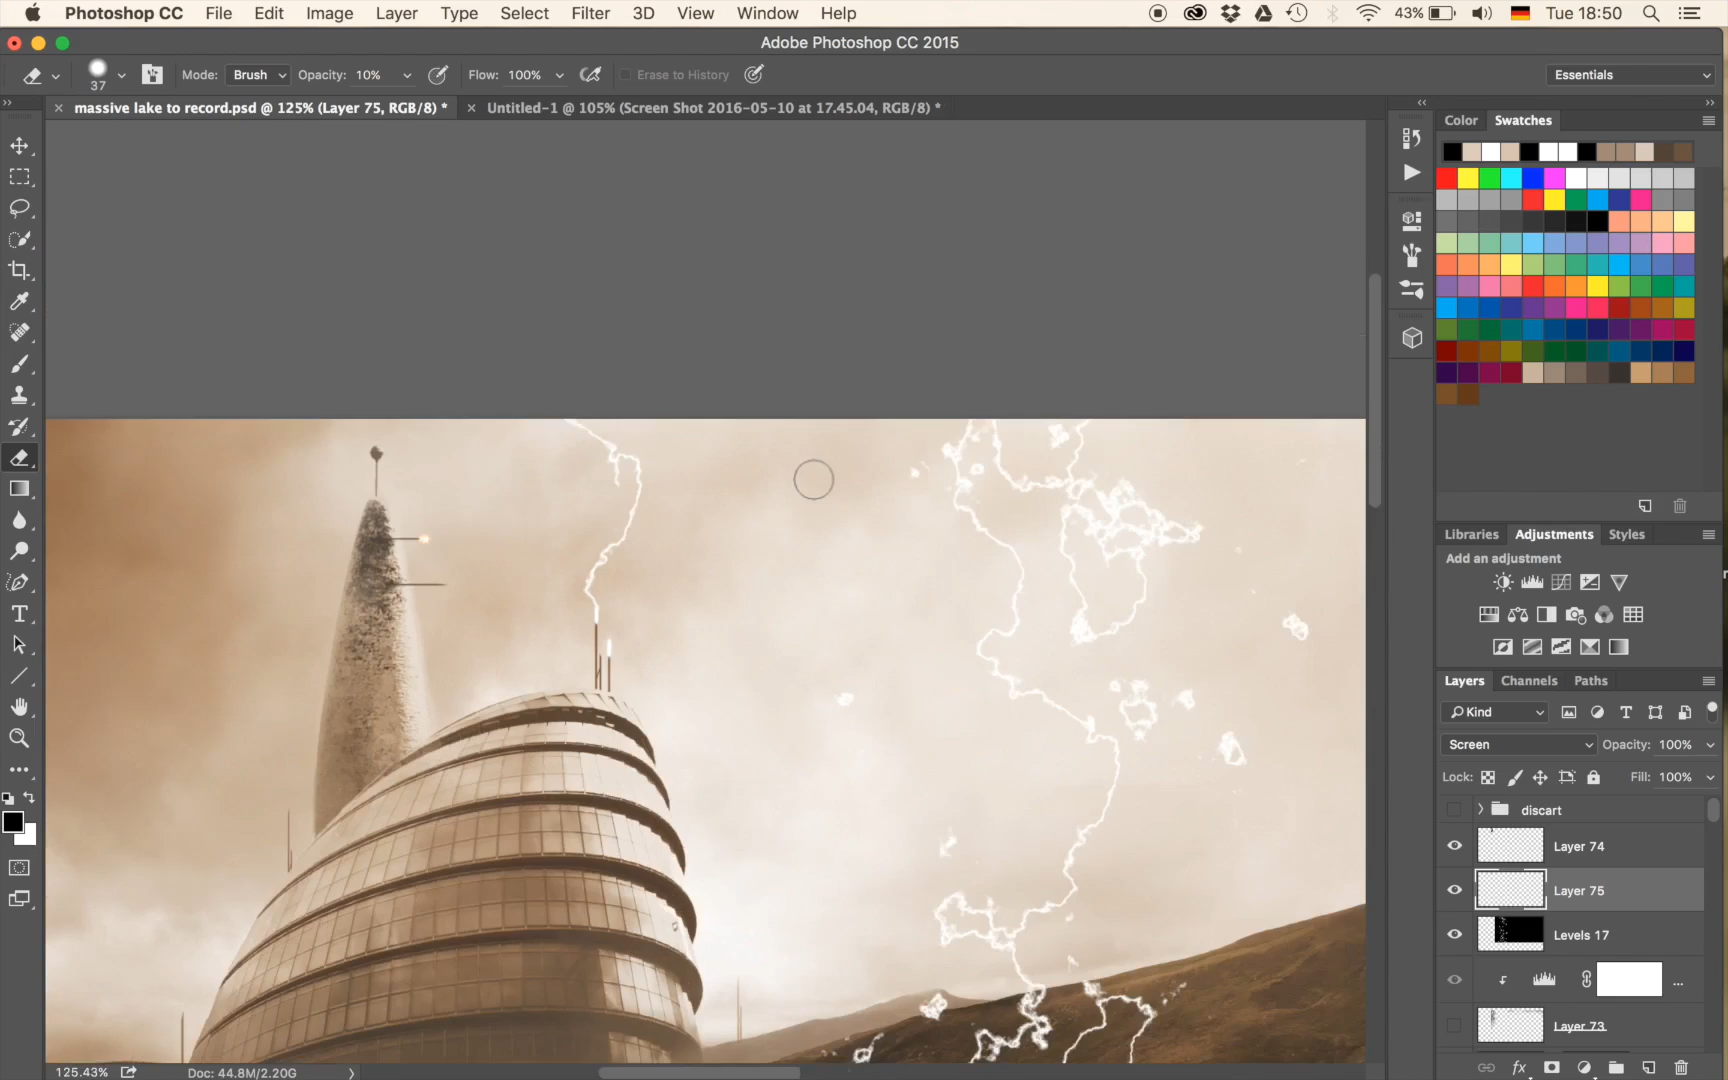 Photoshop CC File Edit Image Layer Type Select Filter 3D View Window Help 43% Tue 18:50
Adobe Photoshop CC 2015
37 Mode: Brush Opacity: 10% Flow: 100% Erase to History Essentials
massive lake to record.psd @ 125% (Layer 75, RGB/8) * Untitled-1 @ 105% (Screen Shot 2016-05-10 at 17.45.04, RGB/8) *
Color Swatches
Libraries Adjustments Styles
Add an adjustment
Layers Channels Paths
Kind
Screen Opacity: 100%
Lock: Fill: 100%
discart
Layer 74
Layer 75
Levels 17
...
Layer 73
125.43% Doc: 44.8M/2.20G
fx